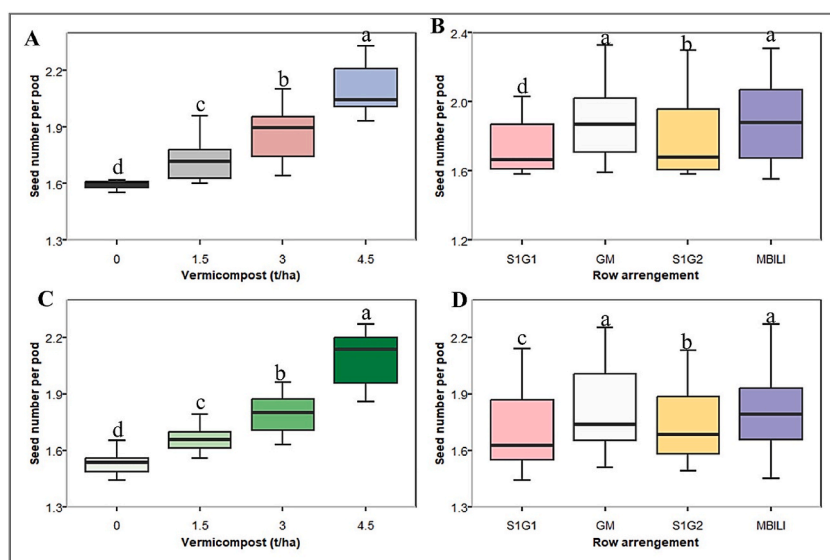 A
Seed number per pod
2.2
1.9
1.6
1.3
d
c
b
a
0
1.5
3
4.5
Vermicompost (t/ha)
B
Seed number per pod
2.4
2.0
1.6
1.2
d
a
b
a
S1G1
GM
S1G2
MBILI
Row arrengement
C
Seed number per pod
2.2
1.9
1.6
1.3
d
c
b
a
0
1.5
3
4.5
Vermicompost (t/ha)
D
Seed number per pod
2.2
1.9
1.6
1.3
c
a
b
a
S1G1
GM
S1G2
MBILI
Row arrengement